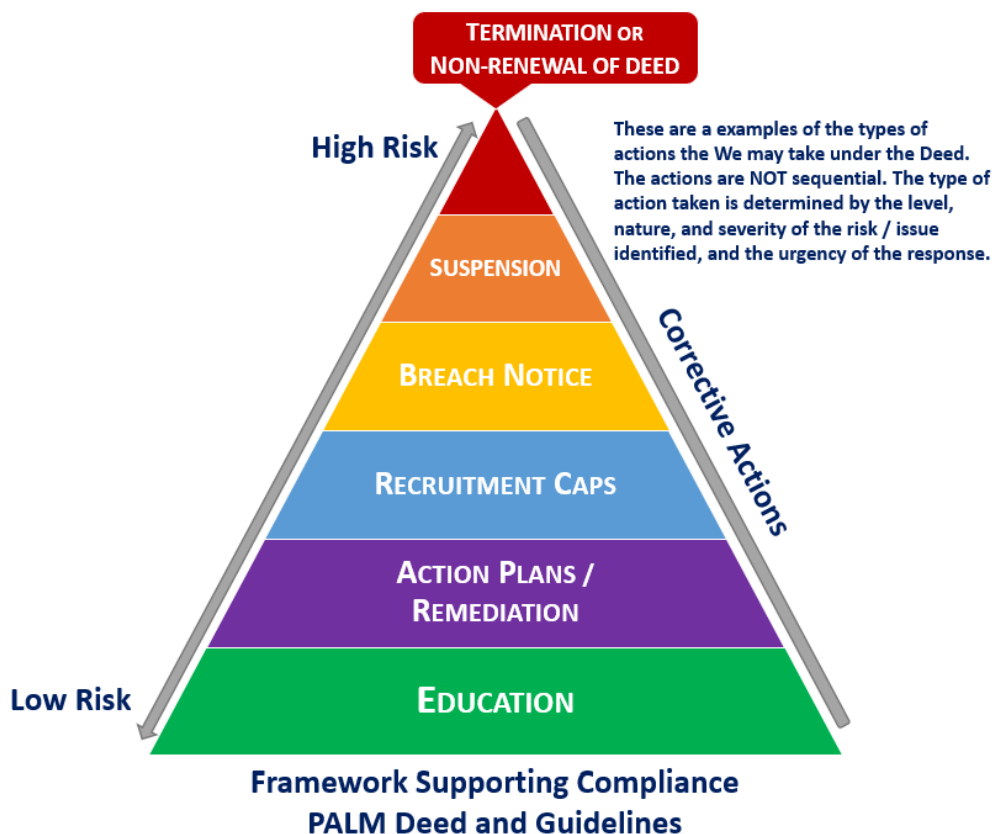 TERMINATION OR
NON-RENEWAL OF DEED
High Risk
These are a examples of the types of
actions the We may take under the Deed.
The actions are NOT sequential. The type of
action taken is determined by the level,
nature, and severity of the risk / issue
identified, and the urgency of the response.
SUSPENSION
Corrective Actions
BREACH NOTICE
RECRUITMENT CAPS
ACTION PLANS /
REMEDIATION
Low Risk
EDUCATION
Framework Supporting Compliance
PALM Deed and Guidelines